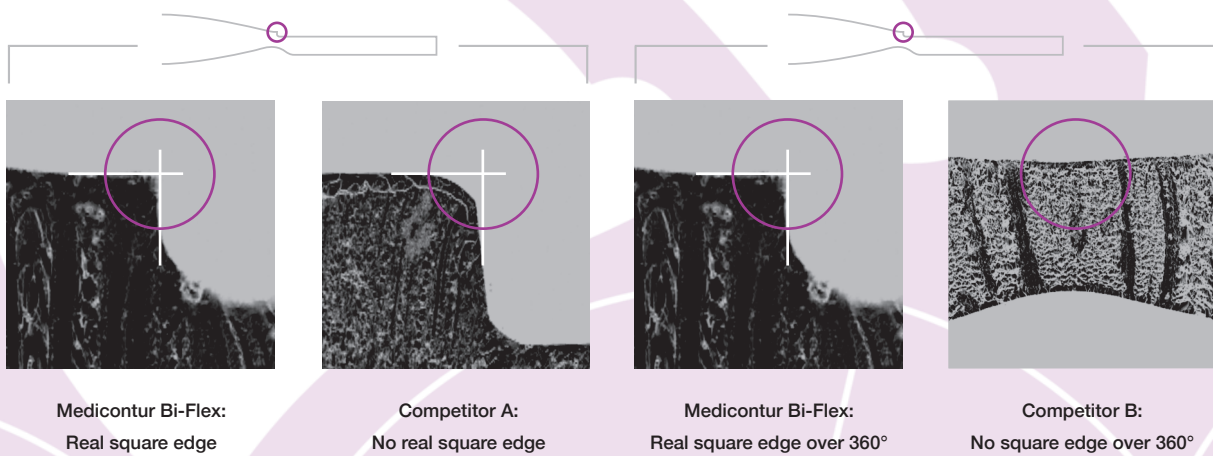 Medicontur Bi-Flex:
Real square edge
Competitor A:
No real square edge
Medicontur Bi-Flex:
Real square edge over 360°
Competitor B:
No square edge over 360°